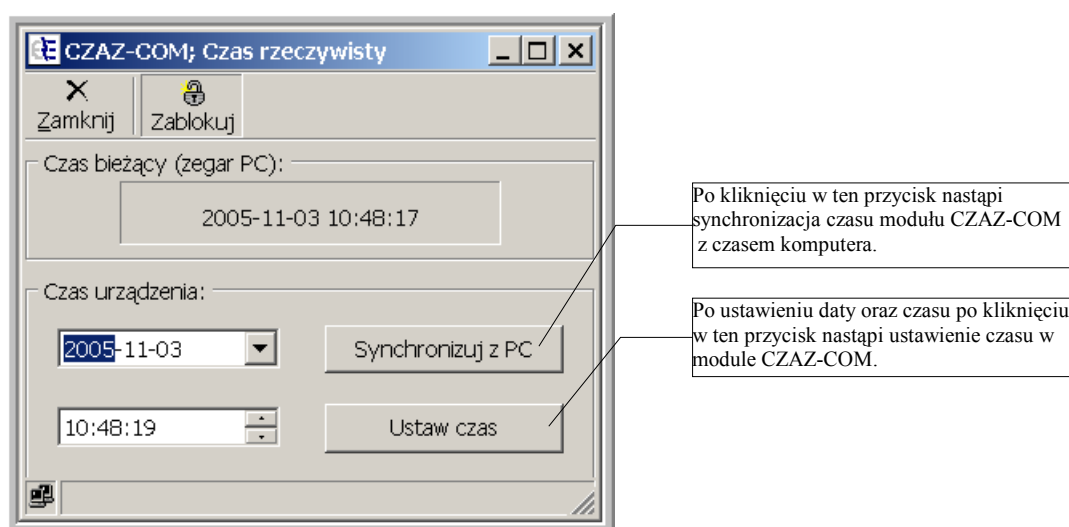 CZAZ-COM; Czas rzeczywisty
Zamknij
Zablokuj
Czas bieżący (zegar PC):
2005-11-03 10:48:17
Czas urządzenia:
2005-11-03
Synchronizuj z PC
10:48:19
Ustaw czas
Po kliknięciu w ten przycisk nastąpi
synchronizacja czasu modułu CZAZ-COM
z czasem komputera.
Po ustawieniu daty oraz czasu po kliknięciu
w ten przycisk nastąpi ustawienie czasu w
module CZAZ-COM.